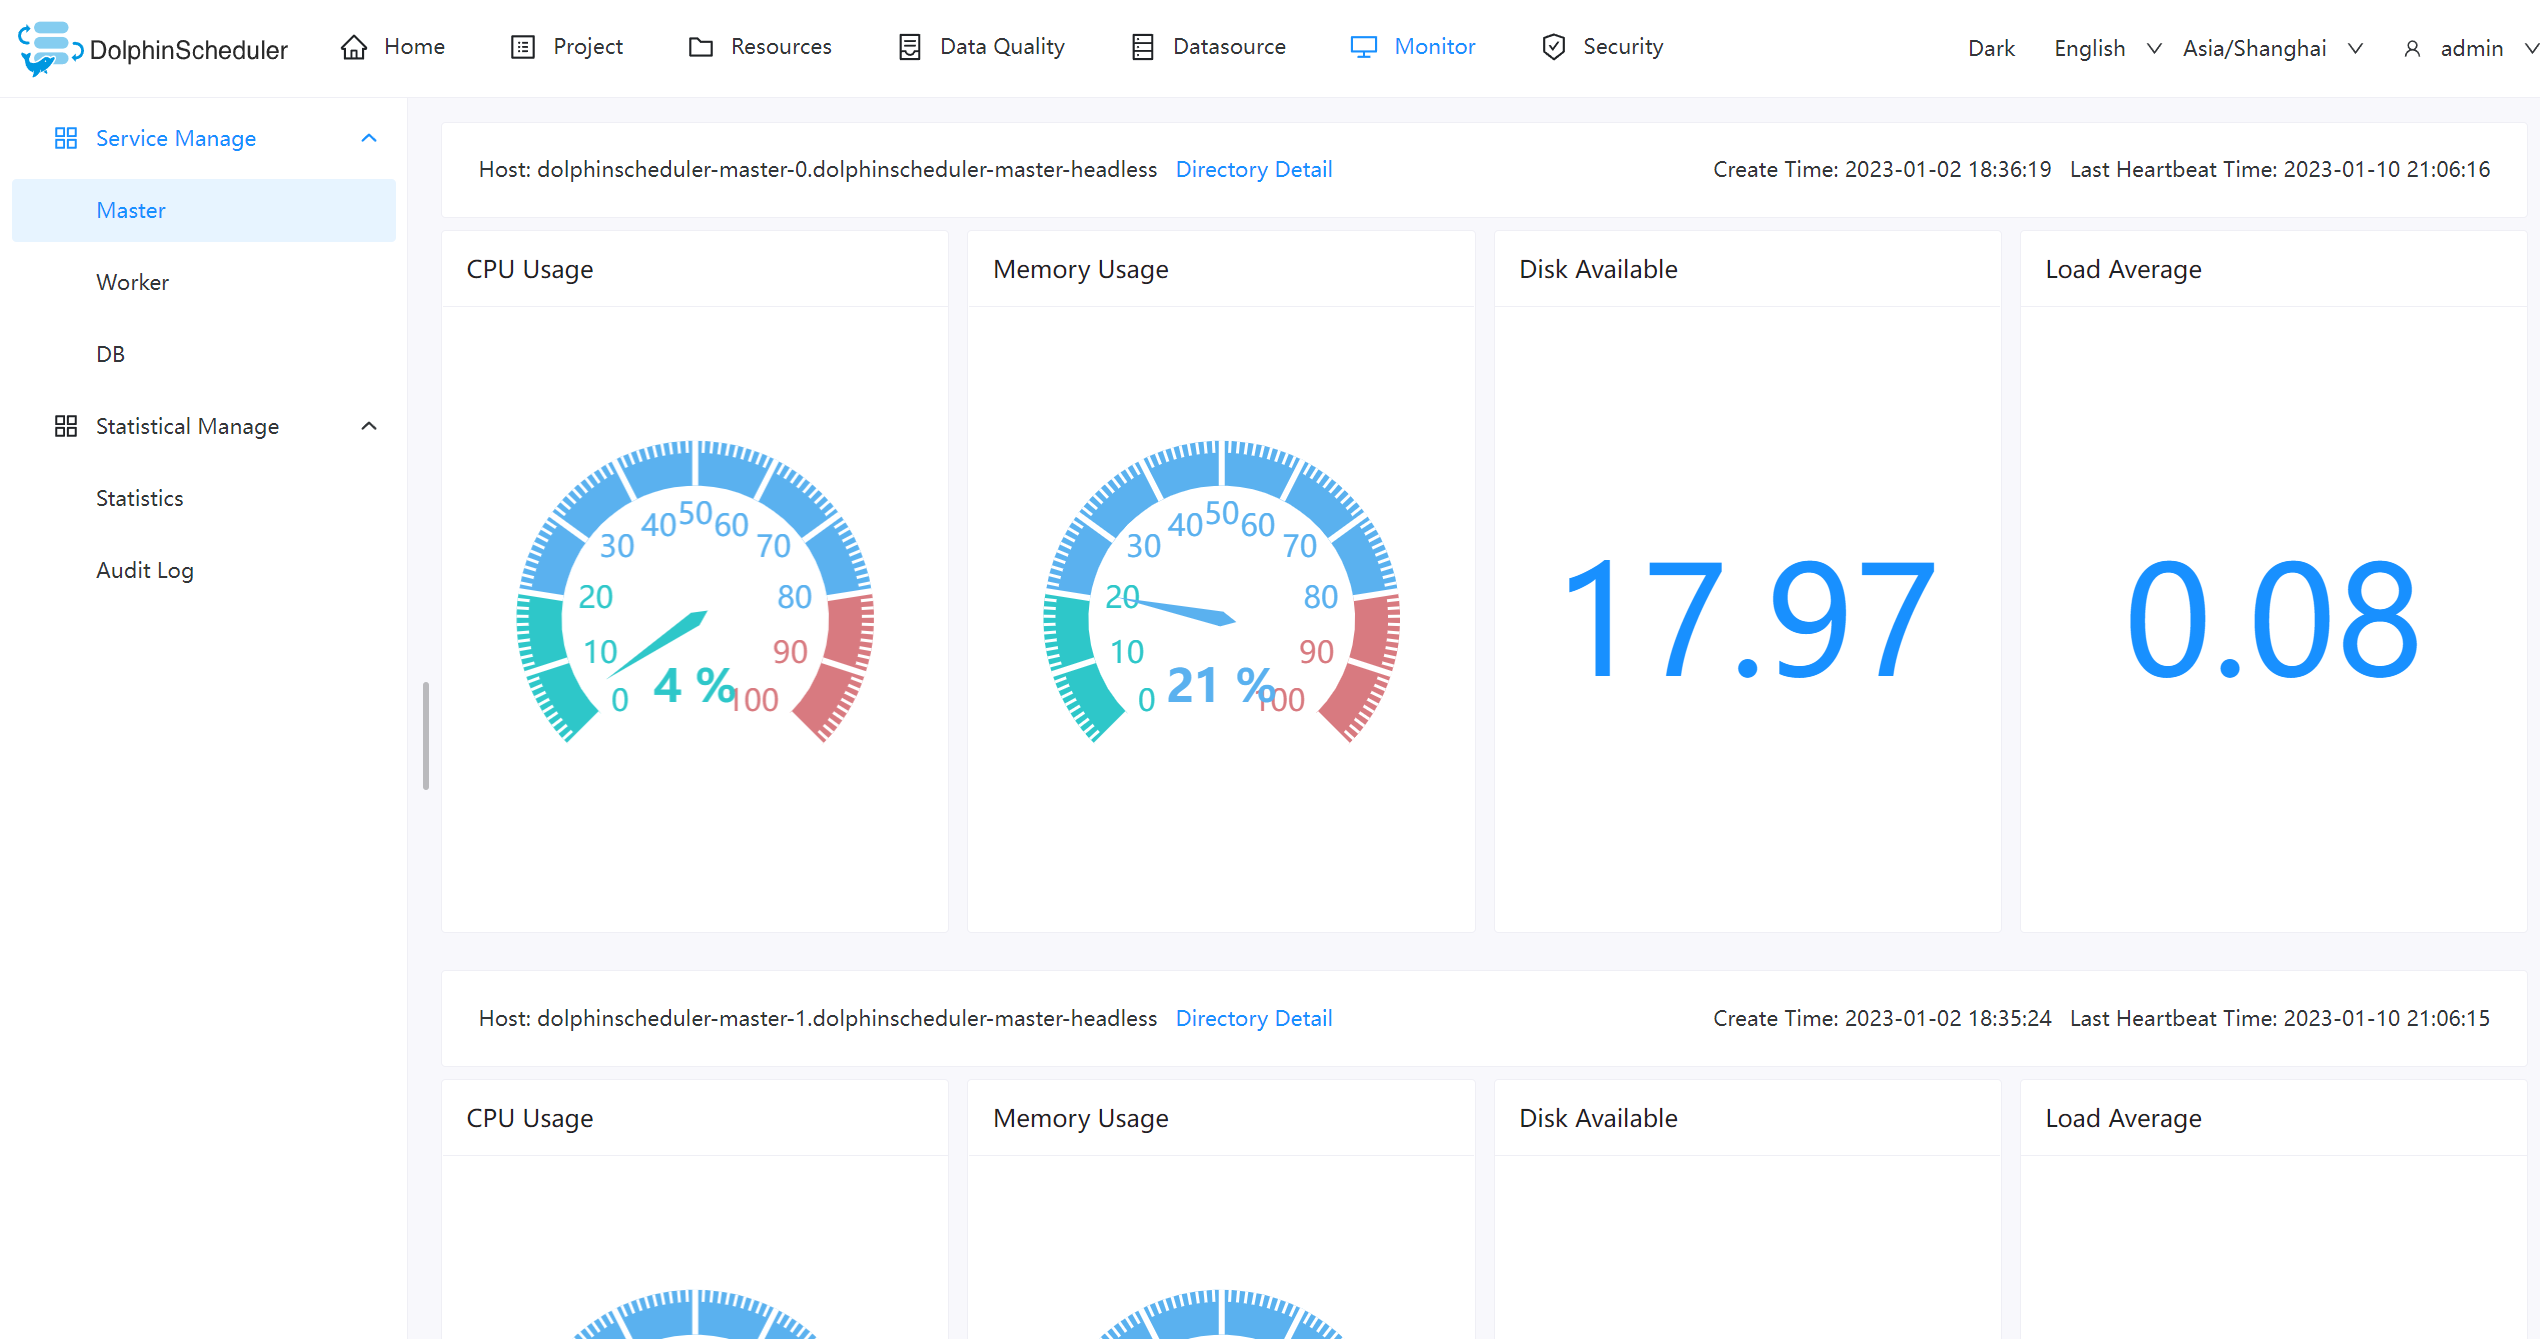 DolphinScheduler Home Project Resources Data Quality Datasource Monitor Security Dark English Asia/Shanghai admin
Service Manage
Master
Worker
DB
Statistical Manage
Statistics
Audit Log
Host: dolphinscheduler-master-0.dolphinscheduler-master-headless Directory Detail Create Time: 2023-01-02 18:36:19 Last Heartbeat Time: 2023-01-10 21:06:16
CPU Usage
0
10
20
30
40
50
60
70
80
90
100
4 %
Memory Usage
0
10
20
30
40
50
60
70
80
90
100
21 %
Disk Available
17.97
Load Average
0.08
Host: dolphinscheduler-master-1.dolphinscheduler-master-headless Directory Detail Create Time: 2023-01-02 18:35:24 Last Heartbeat Time: 2023-01-10 21:06:15
CPU Usage
Memory Usage
Disk Available
Load Average